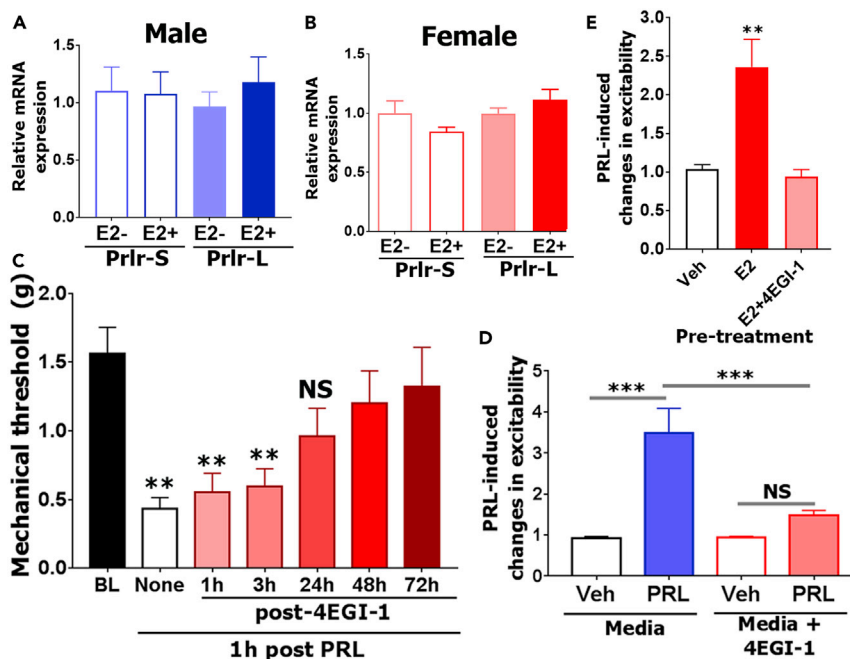 A
Male
Relative mRNA
expression
1.5
1.0
0.5
0.0
E2- E2+ E2- E2+
Prlr-S Prlr-L
B
Female
Relative mRNA
expression
1.5
1.0
0.5
0.0
E2- E2+ E2- E2+
Prlr-S Prlr-L
E
PRL-induced
changes in excitability
3.0
2.5
2.0
1.5
1.0
0.5
0.0
**
Veh E2 E2+4EGI-1
Pre-treatment
C
Mechanical threshold (g)
2.0
1.5
1.0
0.5
0.0
** ** ** NS
BL None 1h 3h 24h 48h 72h
post-4EGI-1
1h post PRL
D
PRL-induced
changes in excitability
5
4
3
2
1
0
*** ***
NS
Veh PRL Veh PRL
Media Media +
4EGI-1